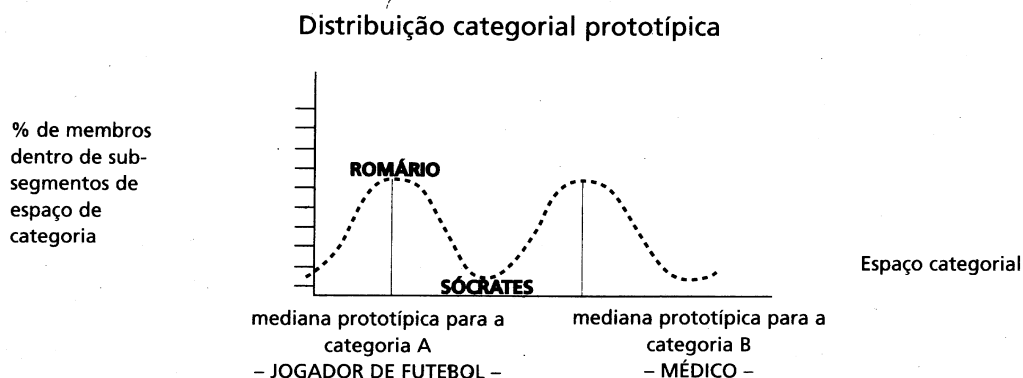 Distribuição categorial prototípica
% de membros
dentro de sub-
segmentos de
espaço de
categoria
ROMÁRIO
SÓCRATES
Espaço categorial
mediana prototípica para a
categoria A
– JOGADOR DE FUTEBOL –
mediana prototípica para a
categoria B
– MÉDICO –